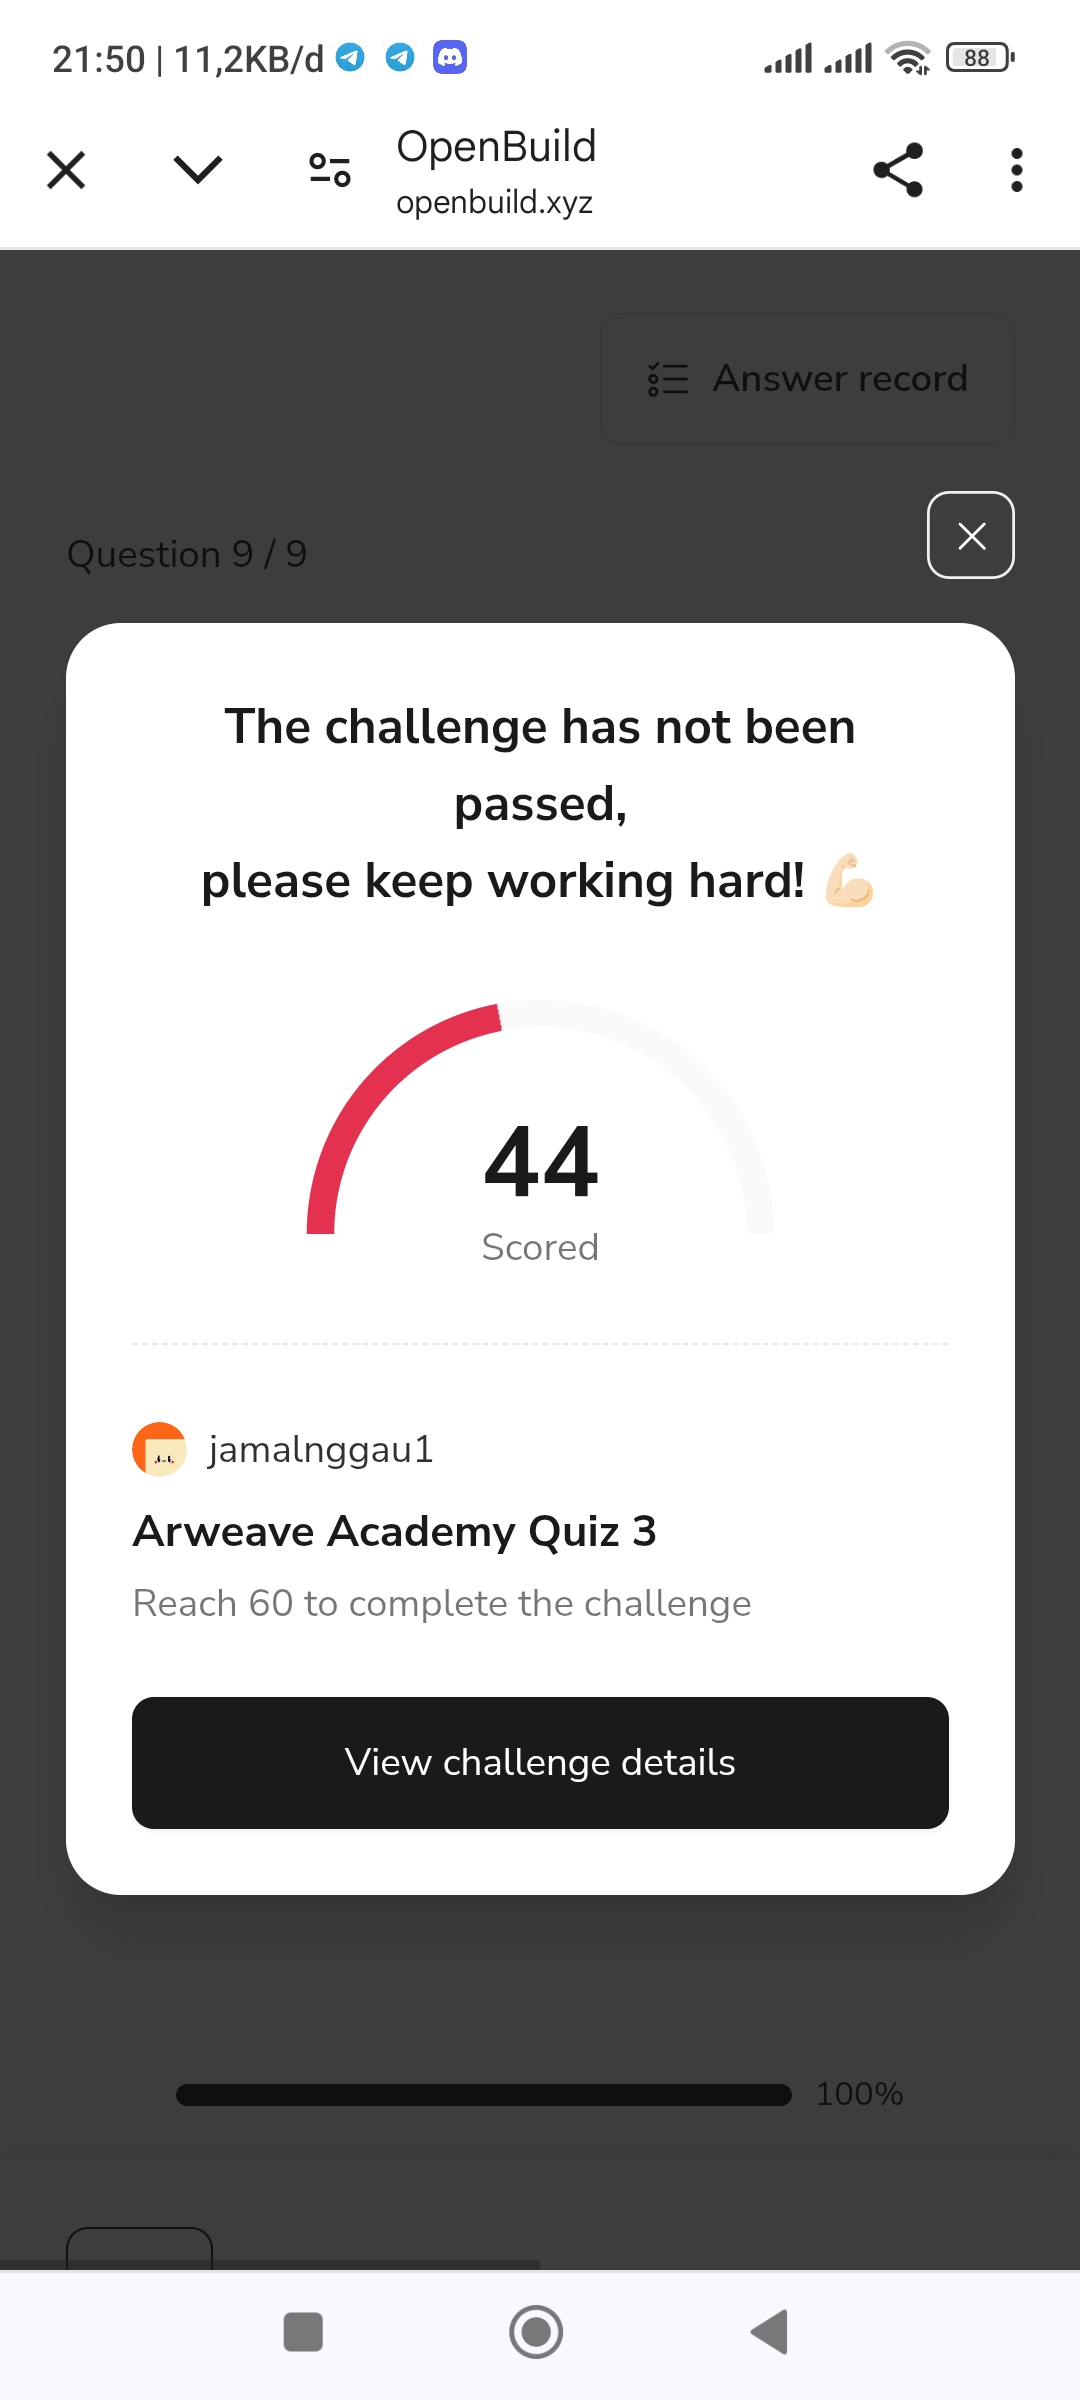 21:50 | 11,2KB/d
88
OpenBuild
openbuild.xyz
Answer record
Question 9 / 9
The challenge has not been
passed,
please keep working hard! 💪🏻
44
Scored
jamalnggau1
Arweave Academy Quiz 3
Reach 60 to complete the challenge
View challenge details
100%